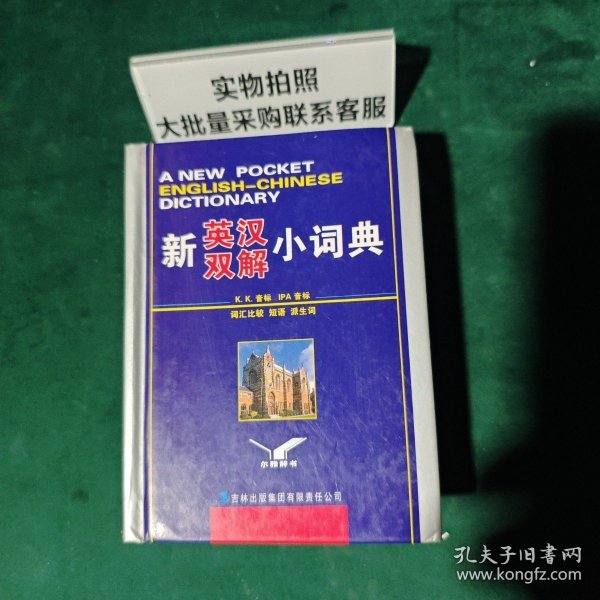 实物拍照
大批量采购联系客服
A NEW POCKET
ENGLISH-CHINESE
DICTIONARY
新英汉双解小词典
K.K.音标 IPA音标
词汇比较 短语 派生词
尔雅辞书
吉林出版集团有限责任公司
孔夫子旧书网
www.kongfz.com